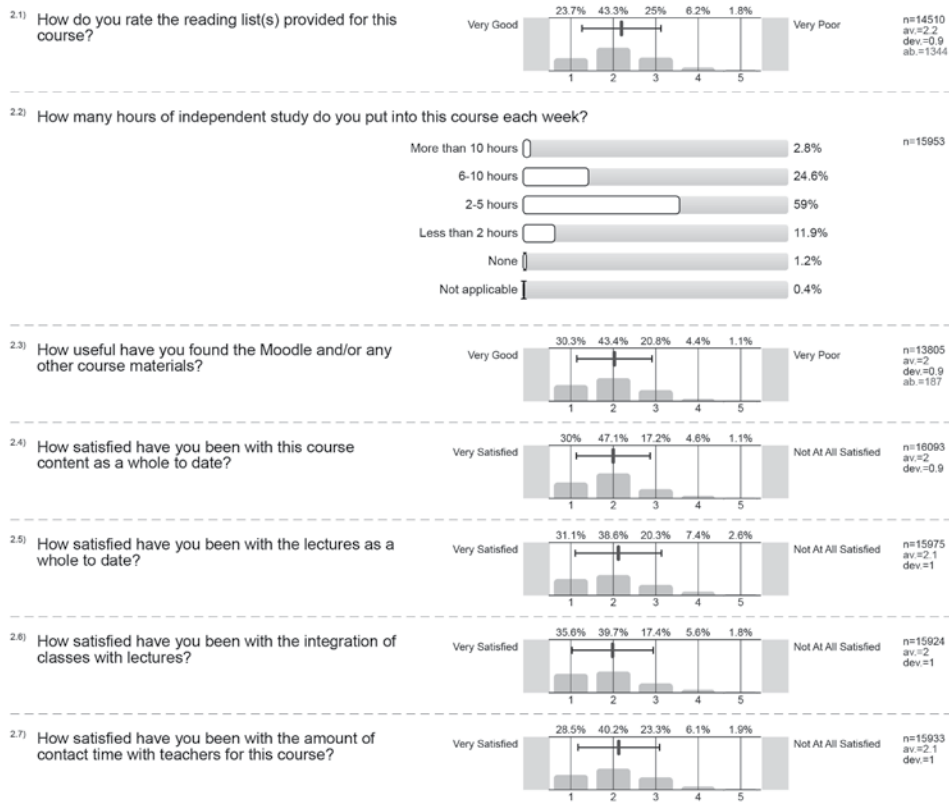 2.1) How do you rate the reading list(s) provided for this
course?
Very Good
23.7% 43.3% 25% 6.2% 1.8%
1 2 3 4 5
Very Poor
n=14510
av.=2.2
dev.=0.9
ab.=1344
2.2) How many hours of independent study do you put into this course each week?
n=15953
More than 10 hours 2.8%
6-10 hours 24.6%
2-5 hours 59%
Less than 2 hours 11.9%
None 1.2%
Not applicable 0.4%
2.3) How useful have you found the Moodle and/or any
other course materials?
Very Good
30.3% 43.4% 20.8% 4.4% 1.1%
1 2 3 4 5
Very Poor
n=13805
av.=2
dev.=0.9
ab.=187
2.4) How satisfied have you been with this course
content as a whole to date?
Very Satisfied
30% 47.1% 17.2% 4.6% 1.1%
1 2 3 4 5
Not At All Satisfied
n=16093
av.=2
dev.=0.9
2.5) How satisfied have you been with the lectures as a
whole to date?
Very Satisfied
31.1% 38.6% 20.3% 7.4% 2.6%
1 2 3 4 5
Not At All Satisfied
n=15975
av.=2.1
dev.=1
2.6) How satisfied have you been with the integration of
classes with lectures?
Very Satisfied
35.6% 39.7% 17.4% 5.6% 1.8%
1 2 3 4 5
Not At All Satisfied
n=15924
av.=2
dev.=1
2.7) How satisfied have you been with the amount of
contact time with teachers for this course?
Very Satisfied
28.5% 40.2% 23.3% 6.1% 1.9%
1 2 3 4 5
Not At All Satisfied
n=15933
av.=2.1
dev.=1